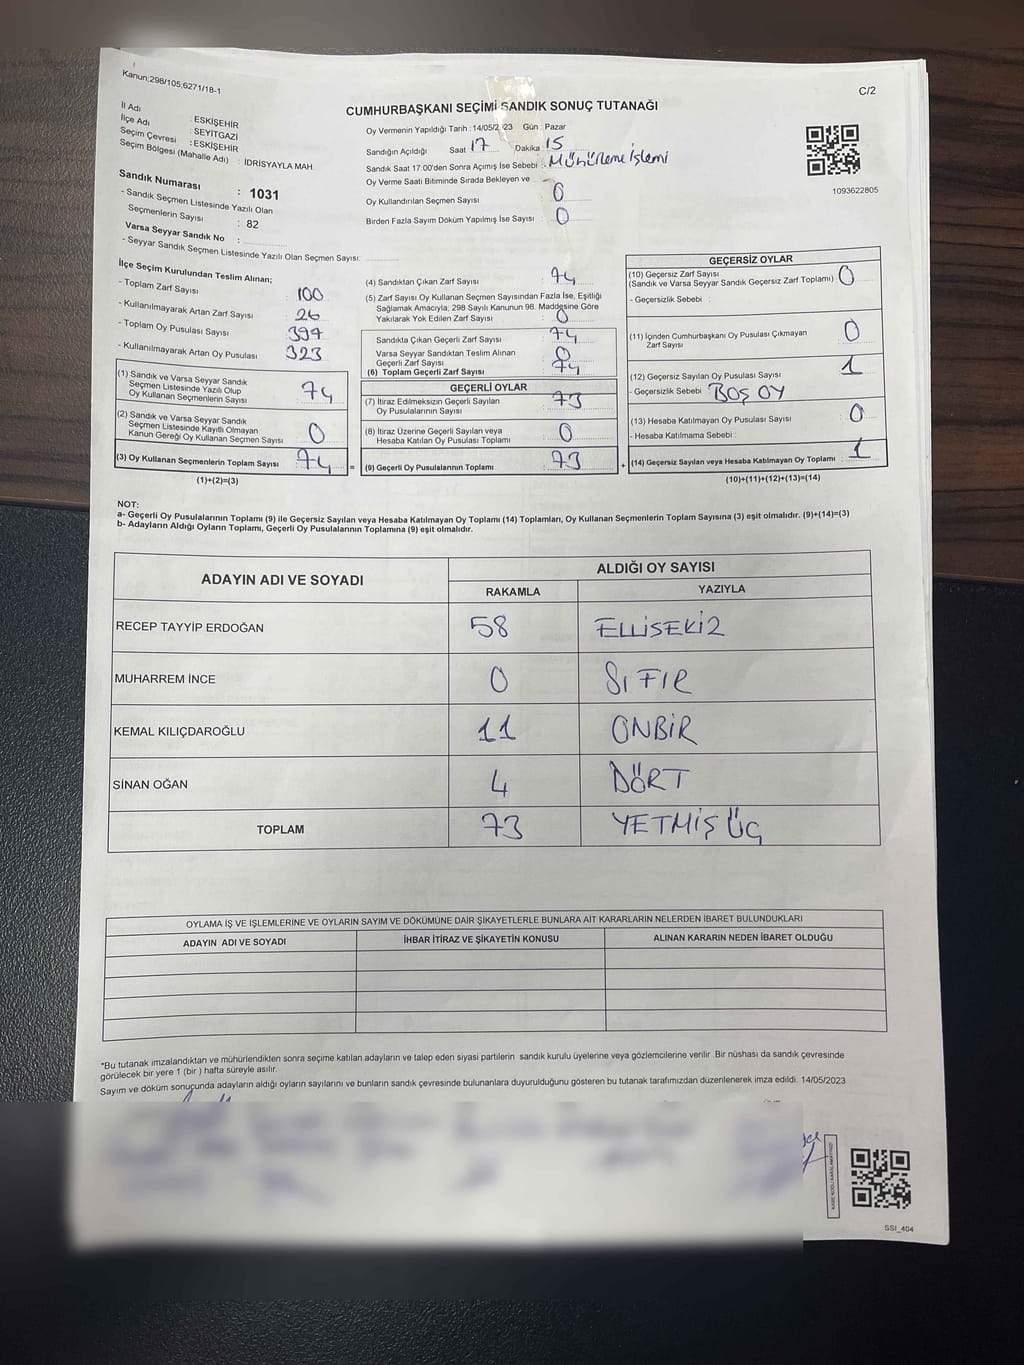 Kanun:298/105,6271/18-1
C/2
CUMHURBAŞKANI SEÇİMİ SANDIK SONUÇ TUTANAĞI
İl Adı : ESKİŞEHİR
İlçe Adı : SEYİTGAZİ
Seçim Çevresi : ESKİŞEHİR
Seçim Bölgesi (Mahalle Adı) : İDRİSYAYLA MAH.
Sandık Numarası : 1031
- Sandık Seçmen Listesinde Yazılı Olan
Seçmenlerin Sayısı : 82
Varsa Seyyar Sandık No :
- Seyyar Sandık Seçmen Listesinde Yazılı Olan Seçmen Sayısı:
Oy Vermenin Yapıldığı Tarih : 14/05/2023 Gün : Pazar
Sandığın Açıldığı Saat 17 Dakika 15
Sandık Saat 17.00'den Sonra Açımış İse Sebebi : Mühürleme işlemi
Oy Verme Saati Bitiminde Sırada Bekleyen ve
Oy Kullandırılan Seçmen Sayısı : 0
Birden Fazla Sayım Döküm Yapılmış İse Sayısı : 0
1093622805
İlçe Seçim Kurulundan Teslim Alınan;
- Toplam Zarf Sayısı : 100
- Kullanılmayarak Artan Zarf Sayısı : 26
- Toplam Oy Pusulası Sayısı : 397
- Kullanılmayarak Artan Oy Pusulası : 323
(1) Sandık ve Varsa Seyyar Sandık
Seçmen Listesinde Yazılı Olup
Oy Kullanan Seçmenlerin Sayısı : 74
(2) Sandık ve Varsa Seyyar Sandık
Seçmen Listesinde Kayıtlı Olmayan
Kanun Gereği Oy Kullanan Seçmen Sayısı : 0
(3) Oy Kullanan Seçmenlerin Toplam Sayısı : 74
(1)+(2)=(3)
(4) Sandıktan Çıkan Zarf Sayısı : 74
(5) Zarf Sayısı Oy Kullanan Seçmen Sayısından Fazla İse, Eşitliği
Sağlamak Amacıyla; 298 Sayılı Kanunun 98. Maddesine Göre
Yakılarak Yok Edilen Zarf Sayısı : 0
Sandıkta Çıkan Geçerli Zarf Sayısı : 74
Varsa Seyyar Sandıktan Teslim Alınan
Geçerli Zarf Sayısı : 0
(6) Toplam Geçerli Zarf Sayısı : 74
GEÇERLİ OYLAR
(7) İtiraz Edilmeksizin Geçerli Sayılan
Oy Pusulalarının Sayısı : 73
(8) İtiraz Üzerine Geçerli Sayılan veya
Hesaba Katılan Oy Pusulası Toplamı : 0
= (9) Geçerli Oy Pusulalarının Toplamı : 73
GEÇERSİZ OYLAR
(10) Geçersiz Zarf Sayısı
(Sandık ve Varsa Seyyar Sandık Geçersiz Zarf Toplamı) : 0
- Geçersizlik Sebebi :
(11) İçinden Cumhurbaşkanı Oy Pusulası Çıkmayan
Zarf Sayısı : 0
(12) Geçersiz Sayılan Oy Pusulası Sayısı : 1
- Geçersizlik Sebebi : BOŞ OY
(13) Hesaba Katılmayan Oy Pusulası Sayısı : 0
- Hesaba Katılmama Sebebi :
+ (14) Geçersiz Sayılan veya Hesaba Katılmayan Oy Toplamı : 1
(10)+(11)+(12)+(13)=(14)
NOT:
a- Geçerli Oy Pusulalarının Toplamı (9) ile Geçersiz Sayılan veya Hesaba Katılmayan Oy Toplamı (14) Toplamları, Oy Kullanan Seçmenlerin Toplam Sayısına (3) eşit olmalıdır. (9)+(14)=(3)
b- Adayların Aldığı Oyların Toplamı, Geçerli Oy Pusulalarının Toplamına (9) eşit olmalıdır.
ADAYIN ADI VE SOYADI
ALDIĞI OY SAYISI
RAKAMLA YAZIYLA
RECEP TAYYİP ERDOĞAN 58 ELLİSEKİZ
MUHARREM İNCE 0 SIFIR
KEMAL KILIÇDAROĞLU 11 ONBİR
SİNAN OĞAN 4 DÖRT
TOPLAM 73 YETMİŞ ÜÇ
OYLAMA İŞ VE İŞLEMLERİNE VE OYLARIN SAYIM VE DÖKÜMÜNE DAİR ŞİKAYETLERLE BUNLARA AİT KARARLARIN NELERDEN İBARET BULUNDUKLARI
ADAYIN ADI VE SOYADI İHBAR İTİRAZ VE ŞİKAYETİN KONUSU ALINAN KARARIN NEDEN İBARET OLDUĞU
*Bu tutanak imzalandıktan ve mühürlendikten sonra seçime katılan adayların ve talep eden siyasi partilerin sandık kurulu üyelerine veya gözlemcilerine verilir. Bir nüshası da sandık çevresinde
görülecek bir yere 1 (bir) hafta süreyle asılır.
Sayım ve döküm sonuçunda adayların aldığı oyların sayılarını ve bunların sandık çevresinde bulunanlara duyurulduğunu gösteren bu tutanak tarafımızdan düzenlenerek imza edildi. 14/05/2023
SSI_404